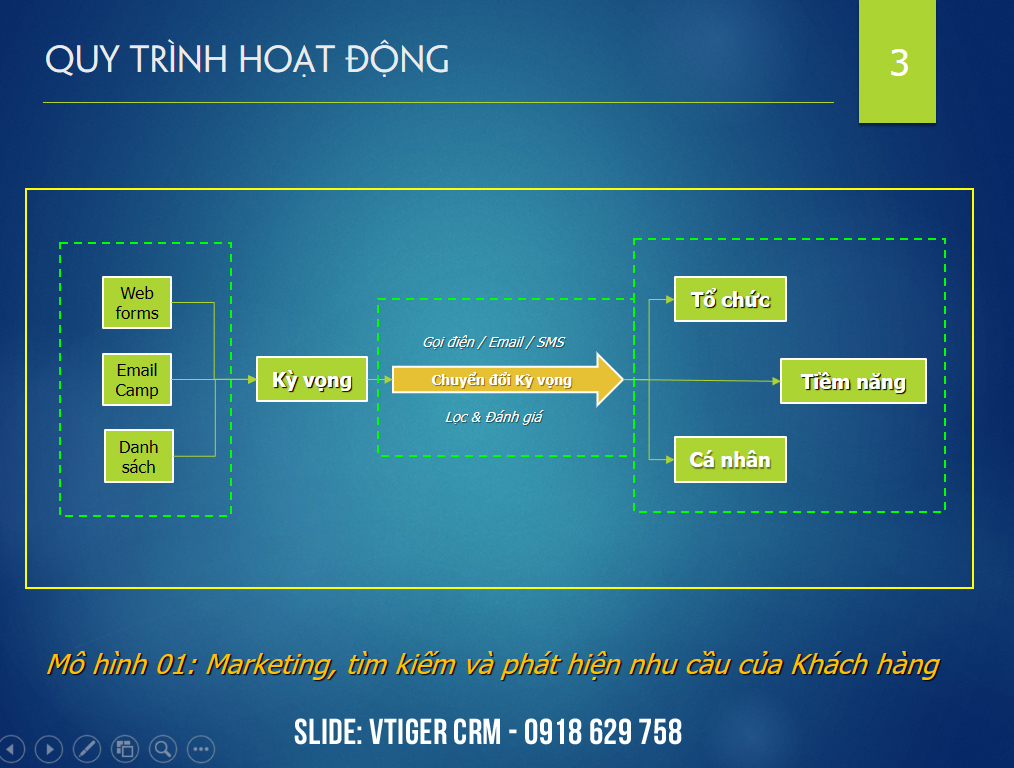 QUY TRÌNH HOẠT ĐỘNG
3
Web
forms
Email
Camp
Danh
sách
Kỳ vọng
Gọi điện / Email / SMS
Chuyển đổi Kỳ vọng
Lọc & Đánh giá
Tổ chức
Tiềm năng
Cá nhân
Mô hình 01: Marketing, tìm kiếm và phát hiện nhu cầu của Khách hàng
SLIDE: VTIGER CRM - 0918 629 758